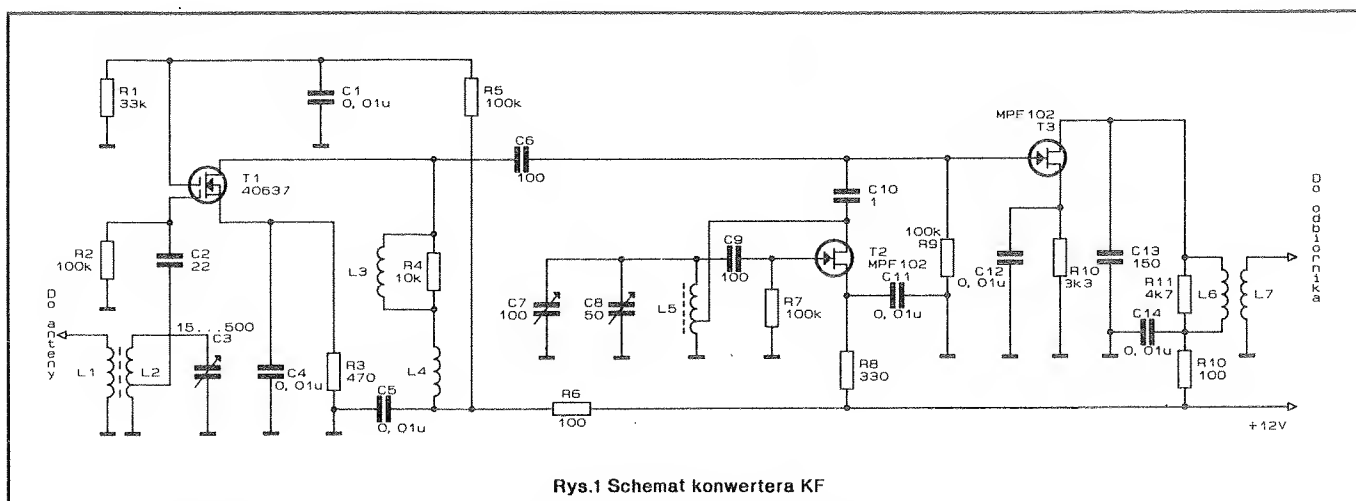 R1
33k
C1
0,01u
R5
100k
MPF102
T3
C6
100
T1
40637
C10
1
R2
100k
C2
22
L3
R4
10k
C9
100
T2
MPF102
100k
R9
C11
0,01u
C12
0,01u
R10
3k3
C13
150
R11
4k7
L6
L7
Do odbiornika
Do anteny
15...500
C3
L1
L2
C4
0,01u
R3
470
C5
0,01u
L4
C7
100
C8
50
L5
R7
100k
R8
330
R6
100
C14
0,01u
R10
100
+12V
Rys.1 Schemat konwertera KF